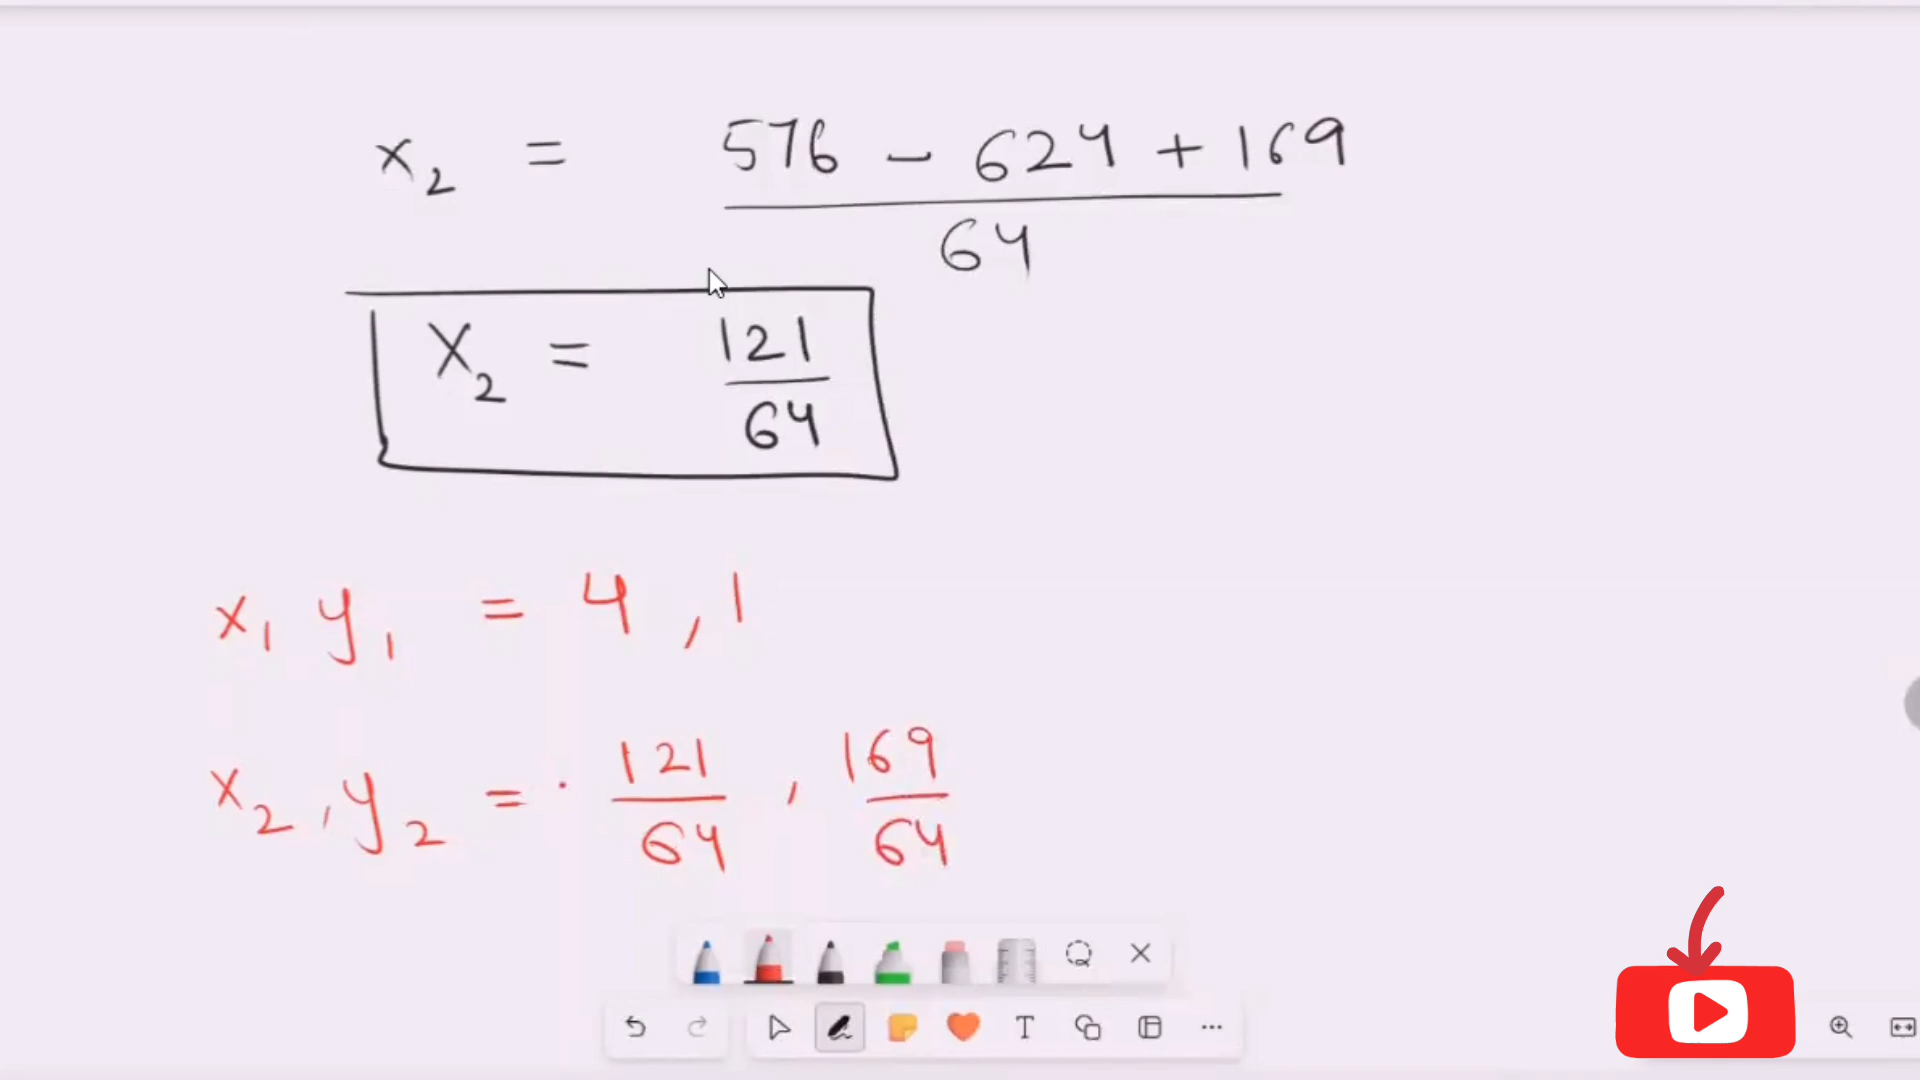 x₂ = 576 - 624 + 169
64
X₂ = 121
64
x₁ y₁ = 4 , 1
x₂ , y₂ = . 121 , 169
64 64
T